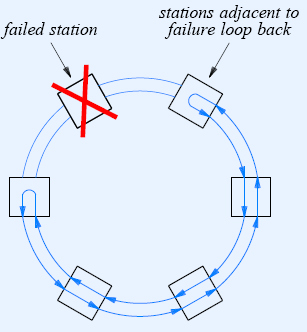 failed station
stations adjacent to
failure loop back